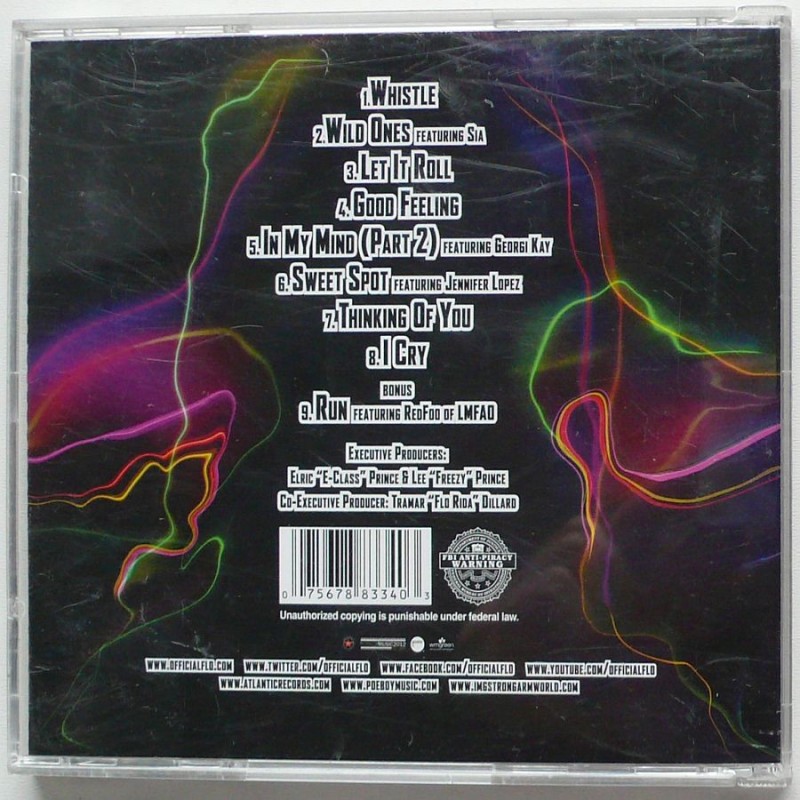 1. Whistle
2. Wild Ones featuring Sia
3. Let It Roll
4. Good Feeling
5. In My Mind (Part 2) featuring Georgi Kay
6. Sweet Spot featuring Jennifer Lopez
7. Thinking Of You
8. I Cry
bonus
9. Run featuring RedFoo of LMFAO
Executive Producers:
Elric "E-Class" Prince & Lee "Freezy" Prince
Co-Executive Producer: Tramar "Flo Rida" Dillard
FBI ANTI-PIRACY
WARNING
0 75678 83340 3
Unauthorized copying is punishable under federal law.
www.officialflo.com www.twitter.com/officialflo www.facebook.com/officialflo www.youtube.com/officialflo
www.atlanticrecords.com www.poeboymusic.com www.imgstrongarmworld.com